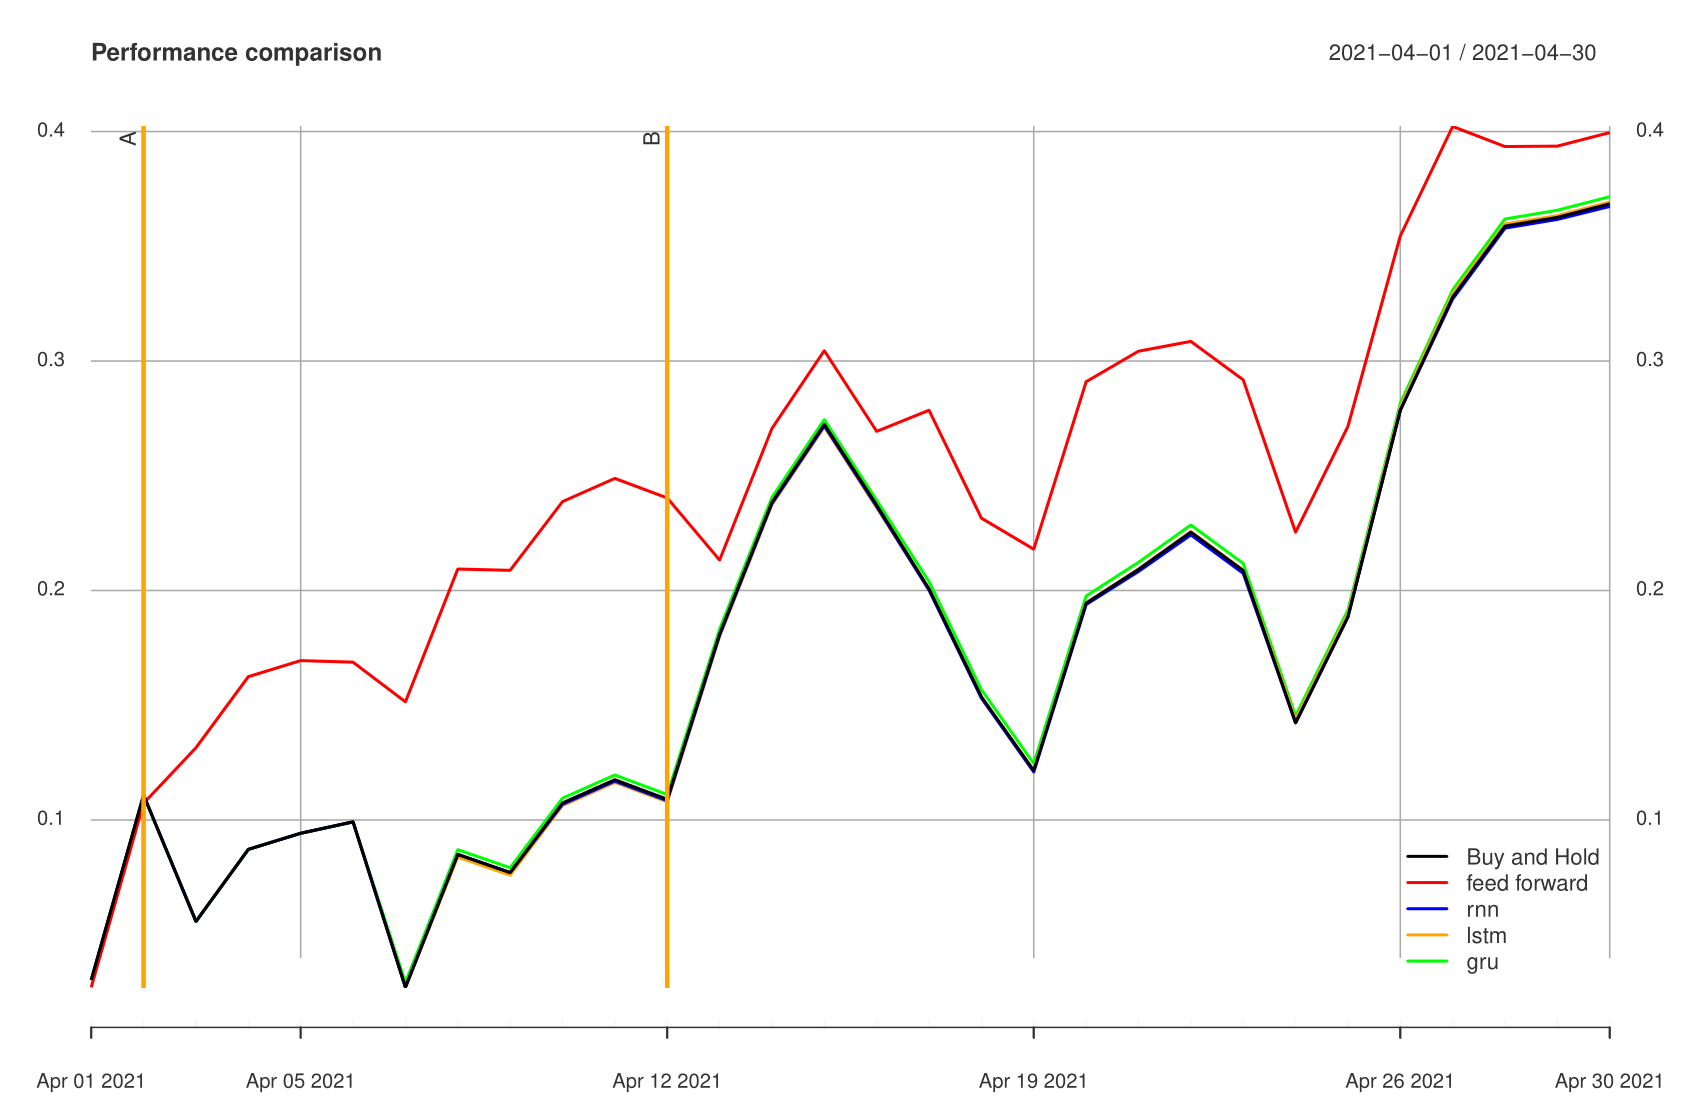 Performance comparison
2021−04−01 / 2021−04−30
A
B
0.4
0.4
0.3
0.3
0.2
0.2
0.1
0.1
Buy and Hold
feed forward
rnn
lstm
gru
Apr 01 2021
Apr 05 2021
Apr 12 2021
Apr 19 2021
Apr 26 2021
Apr 30 2021